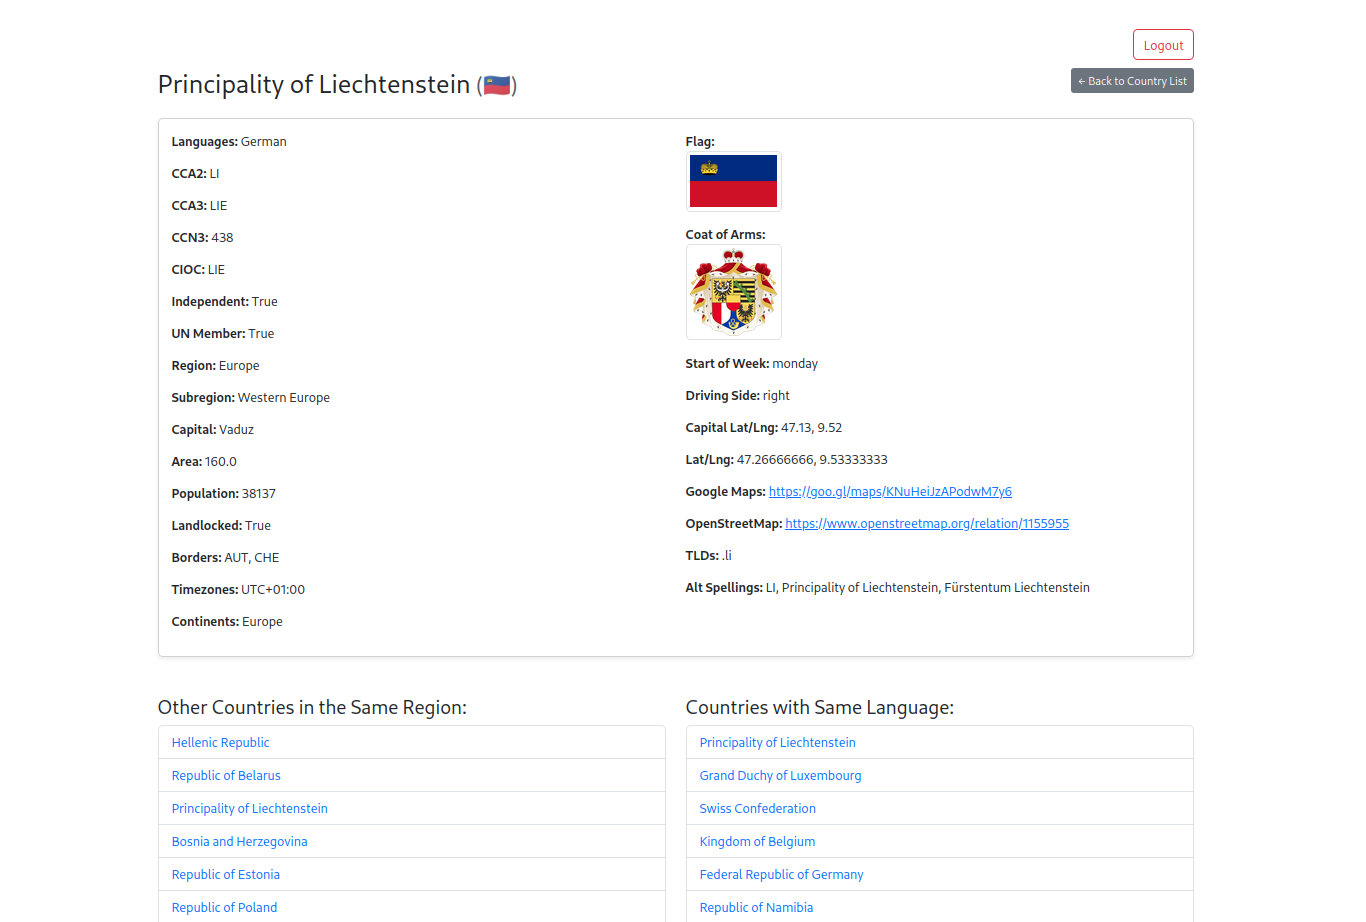 Logout
Principality of Liechtenstein (🇱🇮)
← Back to Country List
Languages: German
CCA2: LI
CCA3: LIE
CCN3: 438
CIOC: LIE
Independent: True
UN Member: True
Region: Europe
Subregion: Western Europe
Capital: Vaduz
Area: 160.0
Population: 38137
Landlocked: True
Borders: AUT, CHE
Timezones: UTC+01:00
Continents: Europe
Flag:
Coat of Arms:
Start of Week: monday
Driving Side: right
Capital Lat/Lng: 47.13, 9.52
Lat/Lng: 47.26666666, 9.53333333
Google Maps: https://goo.gl/maps/KNuHeiJzAPodwM7y6
OpenStreetMap: https://www.openstreetmap.org/relation/1155955
TLDs: .li
Alt Spellings: LI, Principality of Liechtenstein, Fürstentum Liechtenstein
Other Countries in the Same Region:
Hellenic Republic
Republic of Belarus
Principality of Liechtenstein
Bosnia and Herzegovina
Republic of Estonia
Republic of Poland
Countries with Same Language:
Principality of Liechtenstein
Grand Duchy of Luxembourg
Swiss Confederation
Kingdom of Belgium
Federal Republic of Germany
Republic of Namibia